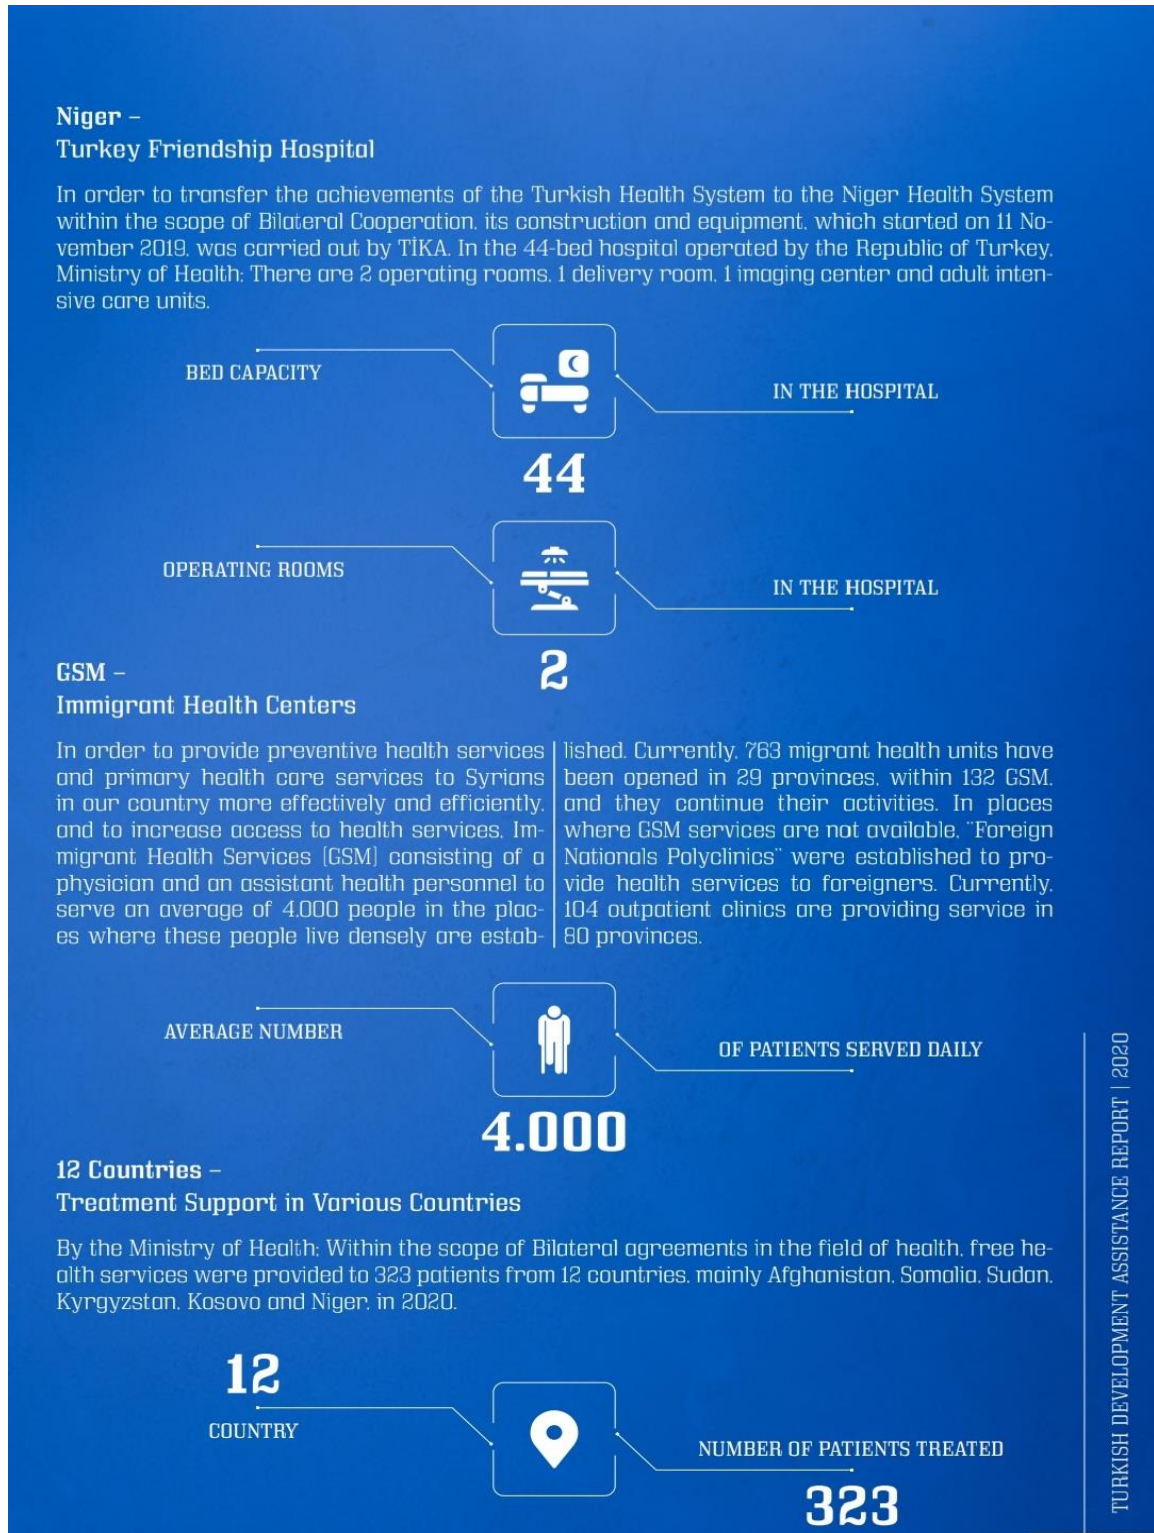 Niger –
Turkey Friendship Hospital
In order to transfer the achievements of the Turkish Health System to the Niger Health System
within the scope of Bilateral Cooperation, its construction and equipment, which started on 11 No-
vember 2019, was carried out by TİKA. In the 44-bed hospital operated by the Republic of Turkey,
Ministry of Health; There are 2 operating rooms, 1 delivery room, 1 imaging center and adult inten-
sive care units.
BED CAPACITY
IN THE HOSPITAL
44
OPERATING ROOMS
IN THE HOSPITAL
2
GSM –
Immigrant Health Centers
In order to provide preventive health services
and primary health care services to Syrians
in our country more effectively and efficiently,
and to increase access to health services, Im-
migrant Health Services (GSM) consisting of a
physician and an assistant health personnel to
serve an average of 4.000 people in the plac-
es where these people live densely are estab-
lished. Currently, 763 migrant health units have
been opened in 29 provinces, within 132 GSM,
and they continue their activities. In places
where GSM services are not available, "Foreign
Nationals Polyclinics" were established to pro-
vide health services to foreigners. Currently,
104 outpatient clinics are providing service in
80 provinces.
AVERAGE NUMBER
OF PATIENTS SERVED DAILY
4.000
12 Countries –
Treatment Support in Various Countries
By the Ministry of Health; Within the scope of Bilateral agreements in the field of health, free he-
alth services were provided to 323 patients from 12 countries, mainly Afghanistan, Somalia, Sudan,
Kyrgyzstan, Kosovo and Niger, in 2020.
12
COUNTRY
NUMBER OF PATIENTS TREATED
323
TURKISH DEVELOPMENT ASSISTANCE REPORT | 2020